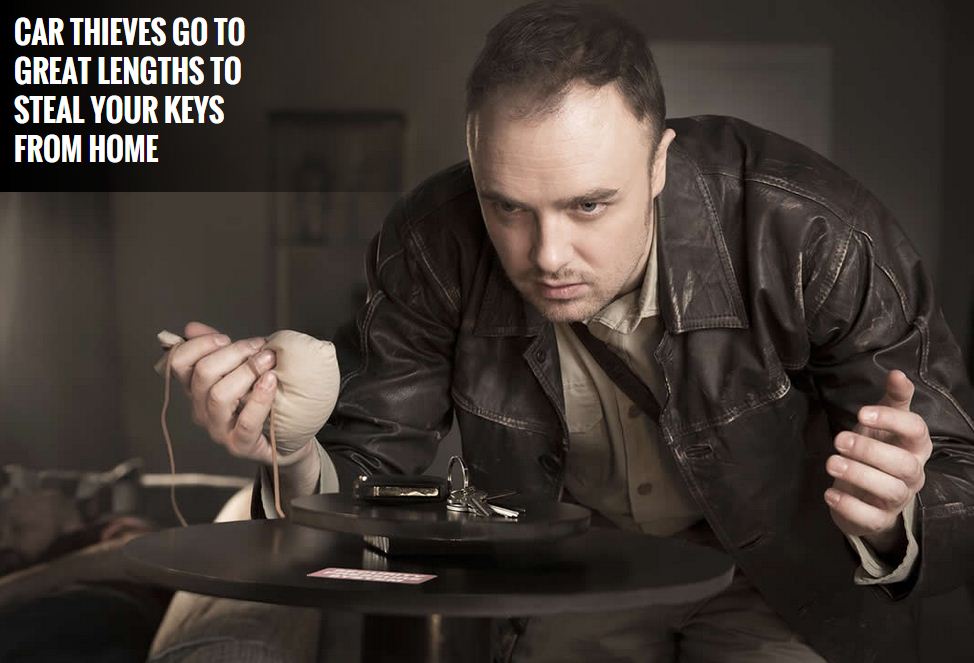 CAR THIEVES GO TO
GREAT LENGTHS TO
STEAL YOUR KEYS
FROM HOME